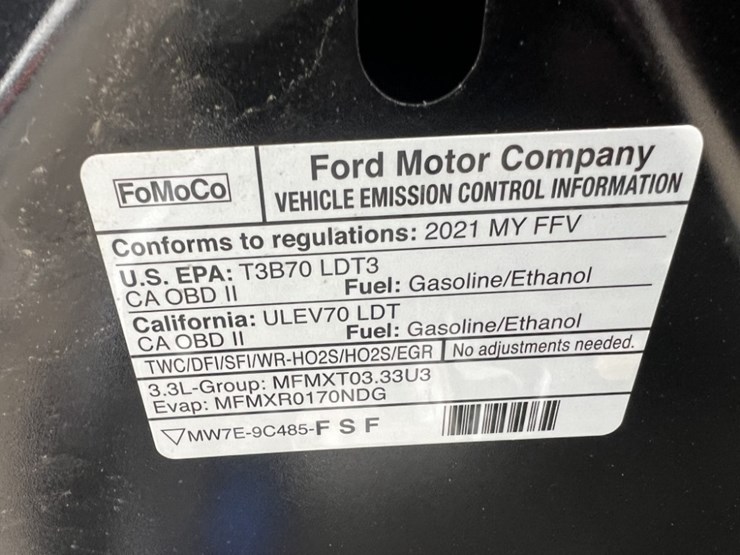 FoMoCo
Ford Motor Company
VEHICLE EMISSION CONTROL INFORMATION
Conforms to regulations: 2021 MY FFV
U.S. EPA: T3B70 LDT3
CA OBD II Fuel: Gasoline/Ethanol
California: ULEV70 LDT
CA OBD II Fuel: Gasoline/Ethanol
TWC/DFI/SFI/WR-HO2S/HO2S/EGR No adjustments needed.
3.3L-Group: MFMXT03.33U3
Evap: MFMXR0170NDG
MW7E-9C485-F S F